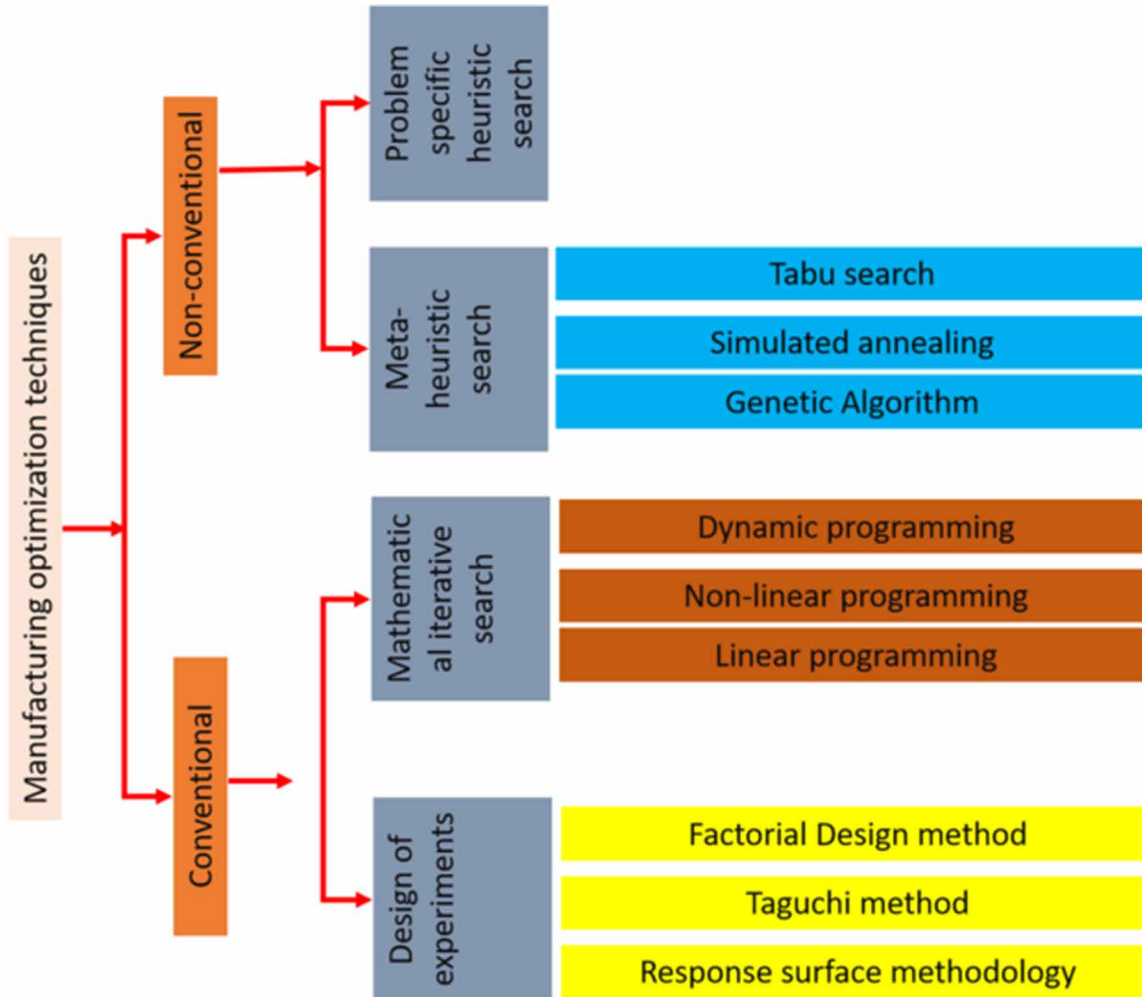 Manufacturing optimization techniques
Non-conventional
Conventional
Problem
specific
heuristic
search
Meta-
heuristic
search
Mathematic
al iterative
search
Design of
experiments
Tabu search
Simulated annealing
Genetic Algorithm
Dynamic programming
Non-linear programming
Linear programming
Factorial Design method
Taguchi method
Response surface methodology